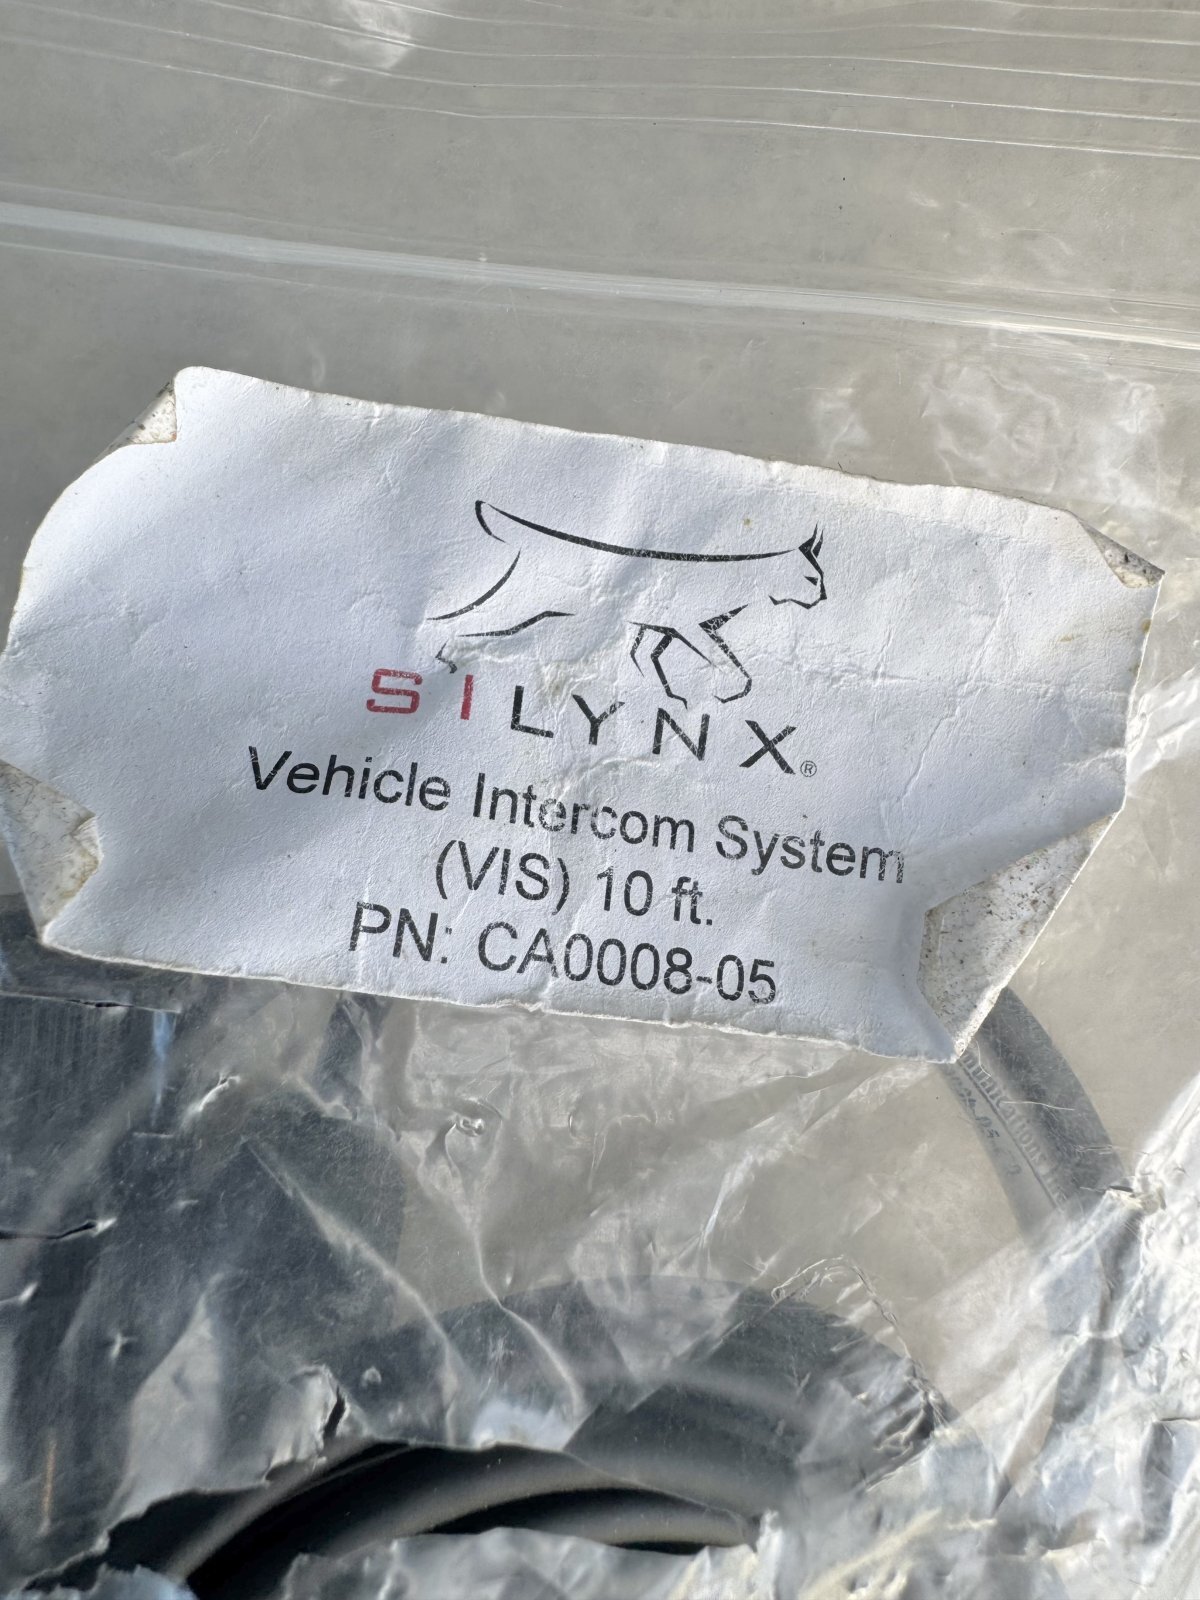 SILYNX®
Vehicle Intercom System
(VIS) 10 ft.
PN: CA0008-05